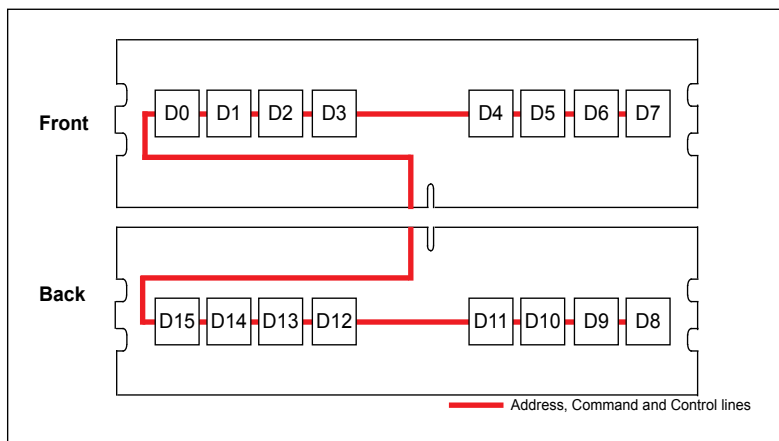 D0 D1 D2 D3 D4 D5 D6 D7
Front
Back
D15 D14 D13 D12 D11 D10 D9 D8
Address, Command and Control lines